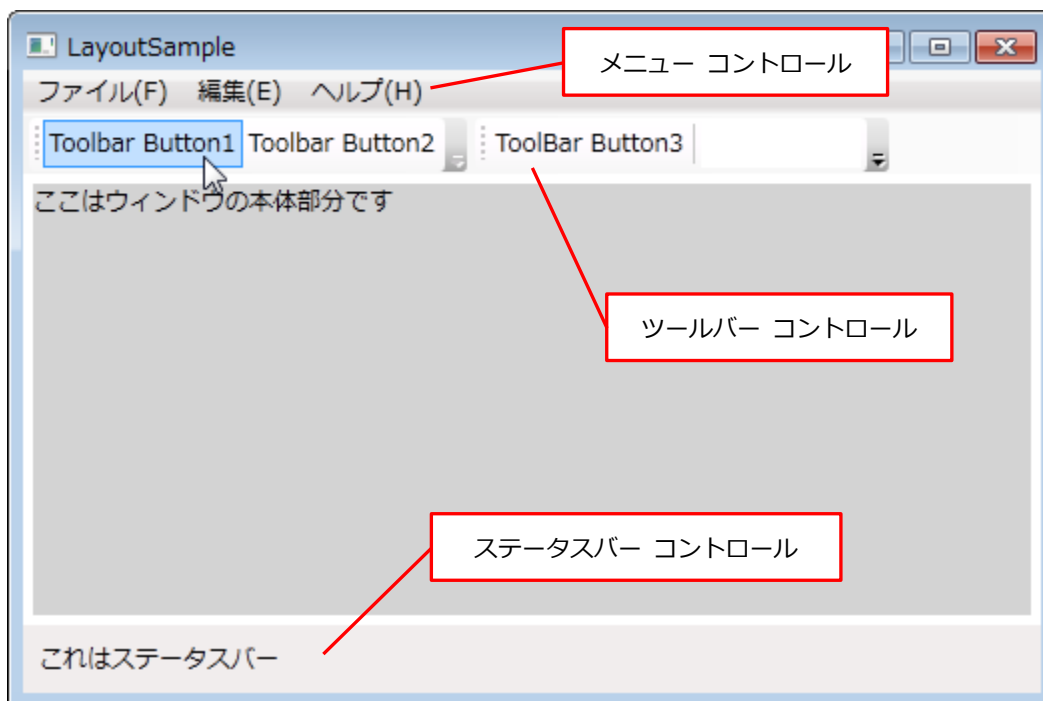 LayoutSample
メニュー コントロール
ファイル(F) 編集(E) ヘルプ(H)
Toolbar Button1 Toolbar Button2 ToolBar Button3
ここはウィンドウの本体部分です
ツールバー コントロール
ステータスバー コントロール
これはステータスバー